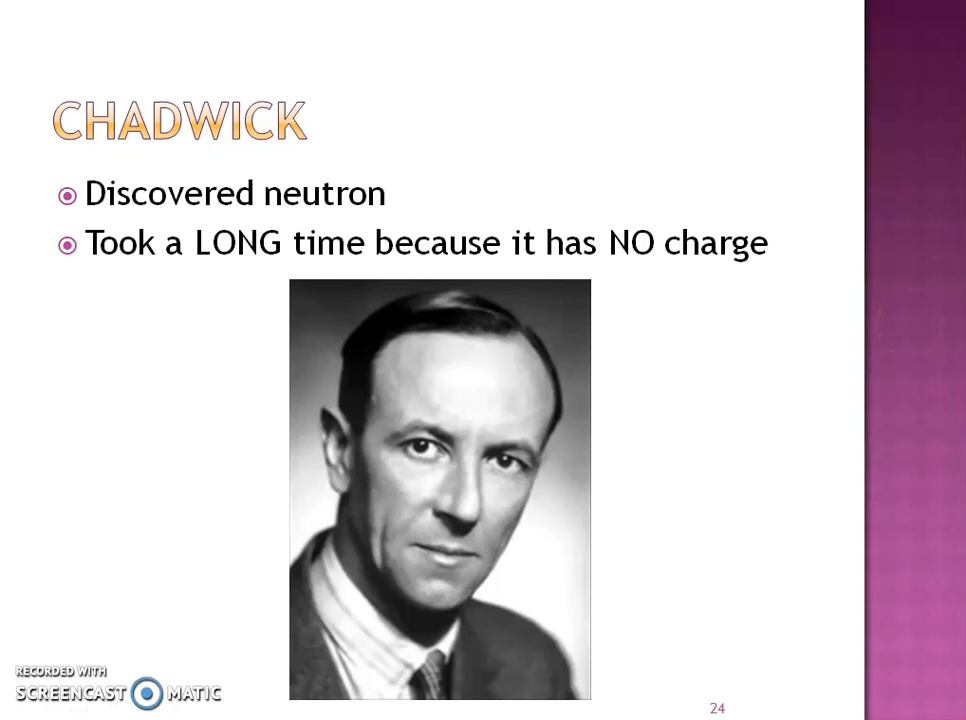 CHADWICK
Discovered neutron
Took a LONG time because it has NO charge
RECORDED WITH
SCREENCAST MATIC
24